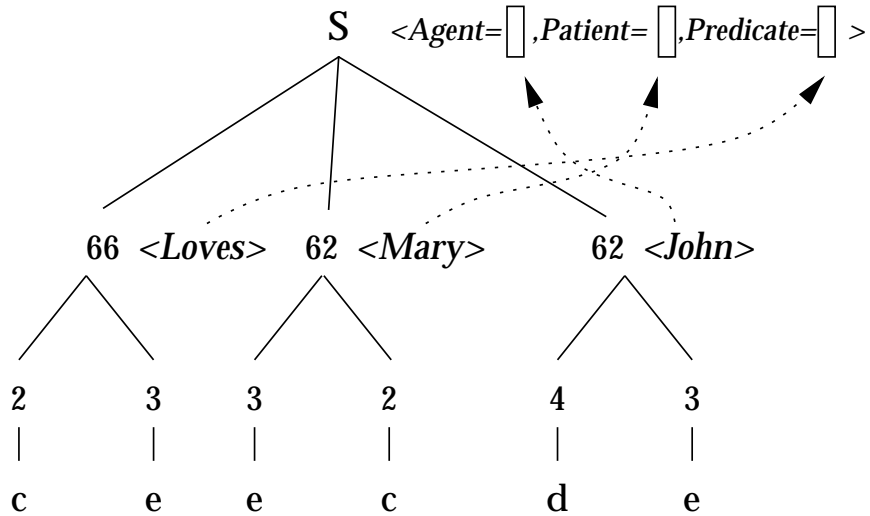 S <Agent=▯,Patient=▯,Predicate=▯>
66 <Loves> 62 <Mary> 62 <John>
2 3 3 2 4 3
c e e c d e